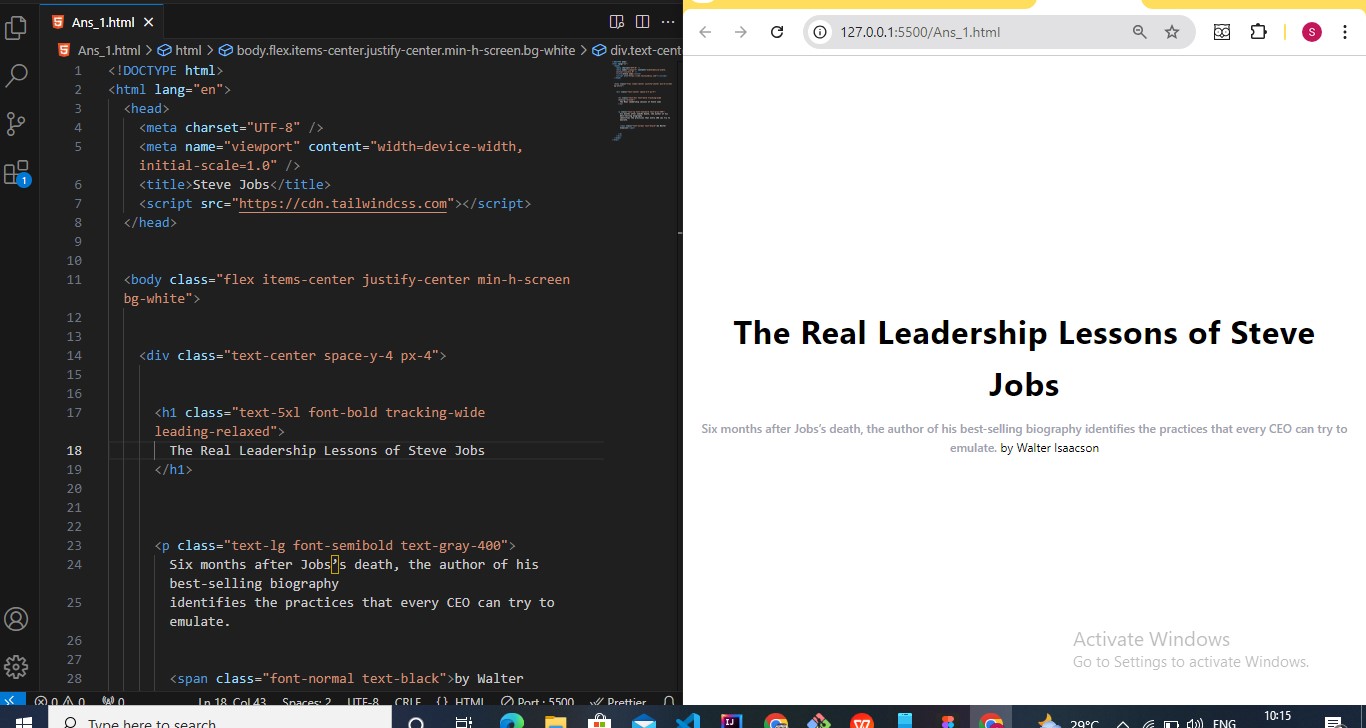 Ans_1.html
Ans_1.html > html > body.flex.items-center.justify-center.min-h-screen.bg-white > div.text-cent
1 <!DOCTYPE html>
2 <html lang="en">
3 <head>
4 <meta charset="UTF-8" />
5 <meta name="viewport" content="width=device-width,
initial-scale=1.0" />
6 <title>Steve Jobs</title>
7 <script src="https://cdn.tailwindcss.com"></script>
8 </head>
9
10
11 <body class="flex items-center justify-center min-h-screen
bg-white">
12
13
14 <div class="text-center space-y-4 px-4">
15
16
17 <h1 class="text-5xl font-bold tracking-wide
leading-relaxed">
18 The Real Leadership Lessons of Steve Jobs
19 </h1>
20
21
22
23 <p class="text-lg font-semibold text-gray-400">
24 Six months after Jobs’s death, the author of his
best-selling biography
25 identifies the practices that every CEO can try to
emulate.
26
27
28 <span class="font-normal text-black">by Walter
1
0 0 0 Ln 18, Col 43 Spaces: 2 UTF-8 CRLF {} HTML Port : 5500 Prettier
127.0.0.1:5500/Ans_1.html
S
The Real Leadership Lessons of Steve
Jobs
Six months after Jobs’s death, the author of his best-selling biography identifies the practices that every CEO can try to
emulate. by Walter Isaacson
Activate Windows
Go to Settings to activate Windows.
Type here to search
29°C
ENG
10:15